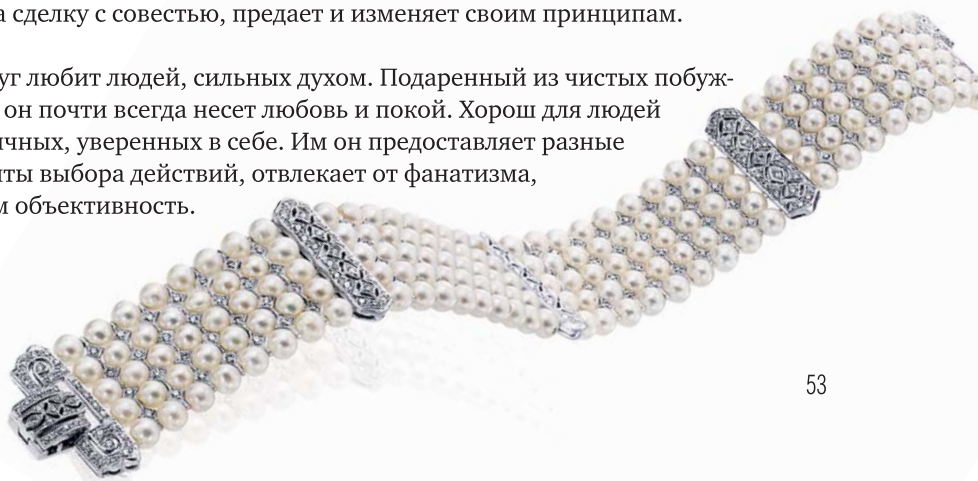 а сделку с совестью, предает и изменяет своим принципам.
уг любит людей, сильных духом. Подаренный из чистых побуж-
он почти всегда несет любовь и покой. Хорош для людей
ичных, уверенных в себе. Им он предоставляет разные
нты выбора действий, отвлекает от фанатизма,
м объективность.
53